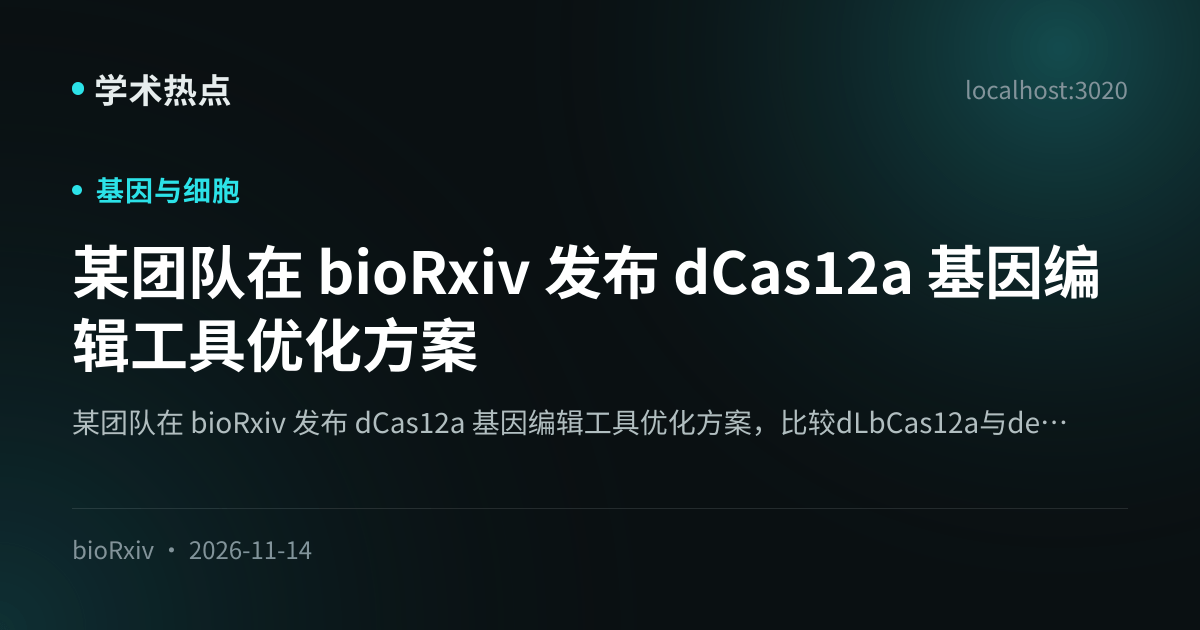 学术热点
localhost:3020
基因与细胞
某团队在 bioRxiv 发布 dCas12a 基因编
辑工具优化方案
某团队在 bioRxiv 发布 dCas12a 基因编辑工具优化方案，比较dLbCas12a与de…
bioRxiv · 2026-11-14